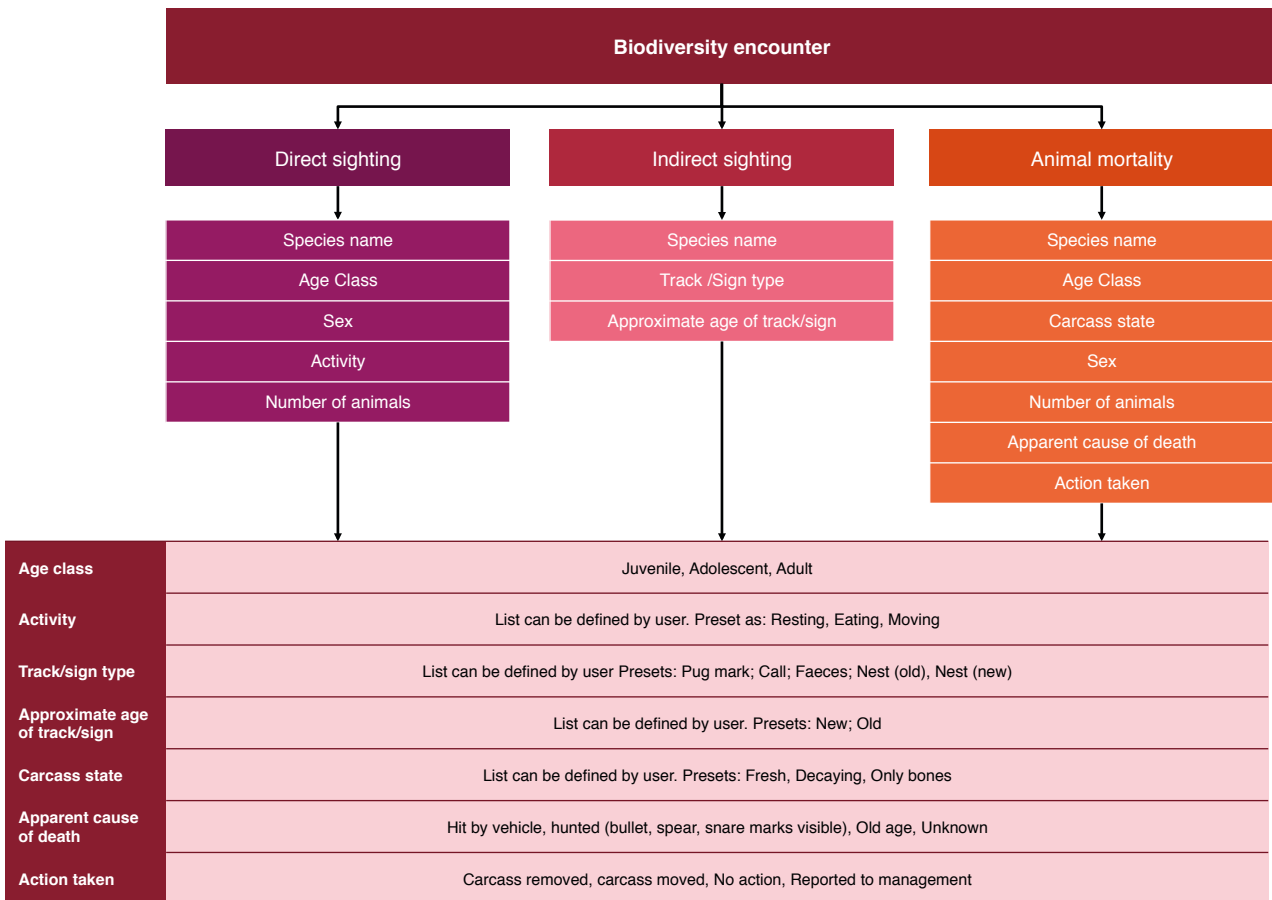 Biodiversity encounter
Direct sighting
Indirect sighting
Animal mortality
Species name
Age Class
Sex
Activity
Number of animals
Species name
Track /Sign type
Approximate age of track/sign
Species name
Age Class
Carcass state
Sex
Number of animals
Apparent cause of death
Action taken
Age class
Juvenile, Adolescent, Adult
Activity
List can be defined by user. Preset as: Resting, Eating, Moving
Track/sign type
List can be defined by user Presets: Pug mark; Call; Faeces; Nest (old), Nest (new)
Approximate age
of track/sign
List can be defined by user. Presets: New; Old
Carcass state
List can be defined by user. Presets: Fresh, Decaying, Only bones
Apparent cause
of death
Hit by vehicle, hunted (bullet, spear, snare marks visible), Old age, Unknown
Action taken
Carcass removed, carcass moved, No action, Reported to management